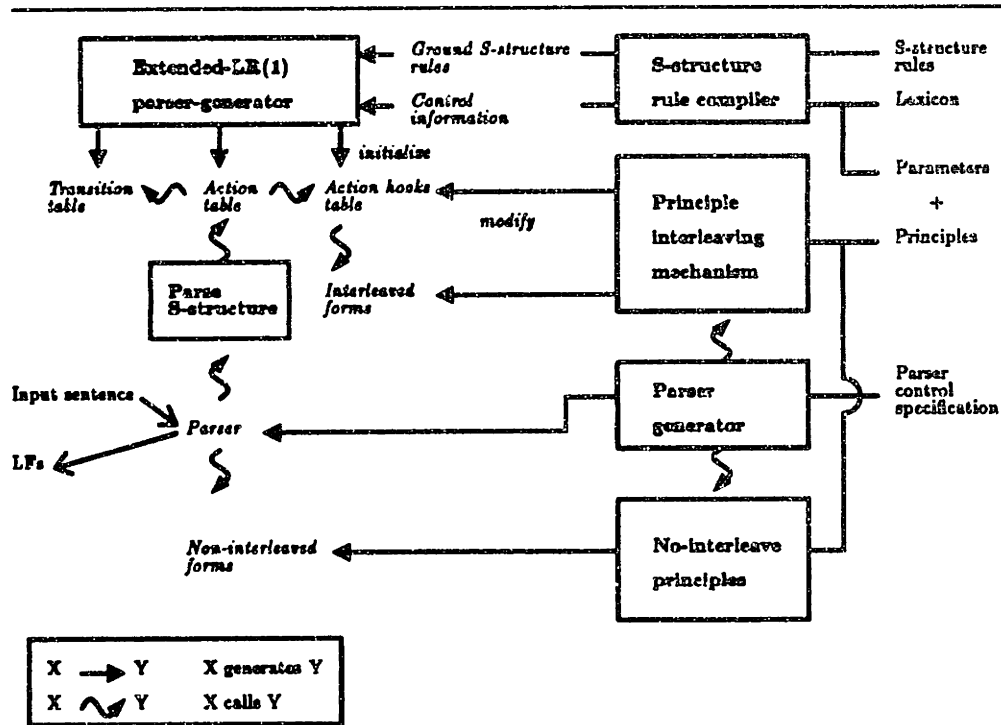 Extended-LR(1)
parser-generator
Ground S-structure
rules
Control
information
S-structure
rule compiler
S-structure
rules
Lexicon
initialize
Transition
table
Action
table
Action hooks
table
modify
Principle
interleaving
mechanism
Parameters
+
Principles
Parse
S-structure
Interleaved
forms
Input sentence
Parser
LFs
Parser
generator
Parser
control
specification
Non-interleaved
forms
No-interleave
principles
X Y X generates Y
X Y X calls Y